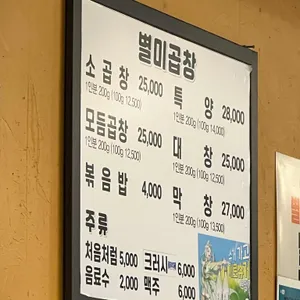 별미곱창
소곱창 25,000
1인분 200g (100g 12,500)
모듬곱창 25,000
1인분 200g (100g 12,500)
볶음밥 4,000
특양 28,000
1인분 200g (100g 14,000)
대창 25,000
1인분 200g (100g 12,500)
막창 27,000
1인분 200g (100g 13,500)
주류
처음처럼 5,000 크러시 6,000
음료수 2,000 맥주 6,000